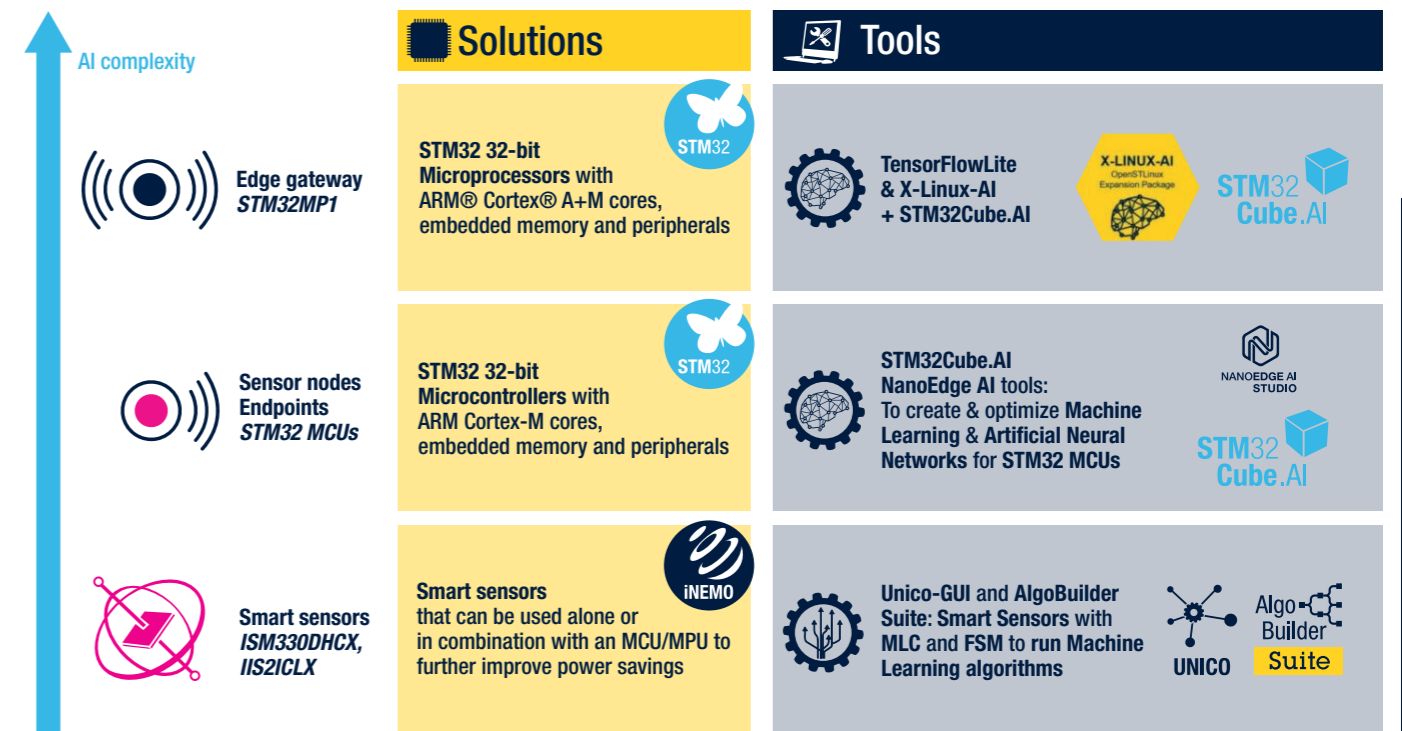 AI complexity
Solutions
Tools
Edge gateway
STM32MP1
STM32 32-bit
Microprocessors with
ARM® Cortex® A+M cores,
embedded memory and peripherals
STM32
TensorFlowLite
& X-Linux-AI
+ STM32Cube.AI
X-LINUX-AI
OpenSTLinux
Expansion Package
STM32
Cube.AI
Sensor nodes
Endpoints
STM32 MCUs
STM32 32-bit
Microcontrollers with
ARM Cortex-M cores,
embedded memory and peripherals
STM32
STM32Cube.AI
NanoEdge AI tools:
To create & optimize Machine
Learning & Artificial Neural
Networks for STM32 MCUs
NANOEDGE AI
STUDIO
STM32
Cube.AI
Smart sensors
ISM330DHCX,
IIS2ICLX
Smart sensors
that can be used alone or
in combination with an MCU/MPU to
further improve power savings
iNEMO
Unico-GUI and AlgoBuilder
Suite: Smart Sensors with
MLC and FSM to run Machine
Learning algorithms
UNICO
Algo
Builder
Suite